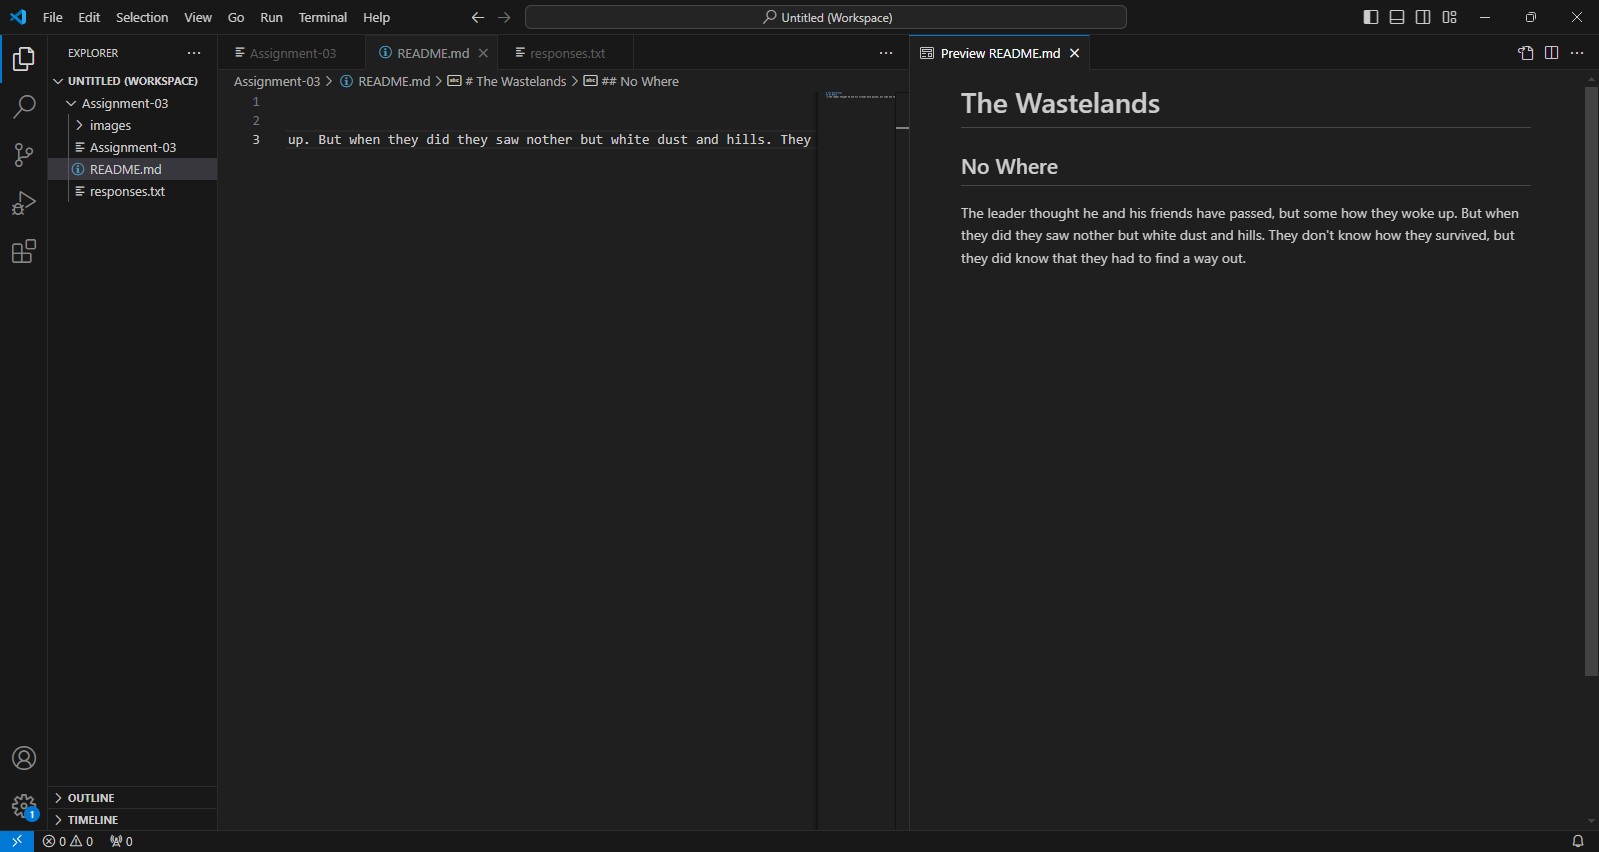 File Edit Selection View Go Run Terminal Help
Untitled (Workspace)
EXPLORER
Assignment-03
README.md
responses.txt
Preview README.md
UNTITLED (WORKSPACE)
Assignment-03
images
Assignment-03
README.md
responses.txt
Assignment-03 > README.md > # The Wastelands > ## No Where
1
2
3 up. But when they did they saw nother but white dust and hills. They
The Wastelands
No Where
The leader thought he and his friends have passed, but some how they woke up. But when
they did they saw nother but white dust and hills. They don't know how they survived, but
they did know that they had to find a way out.
OUTLINE
TIMELINE
1
0 0 0